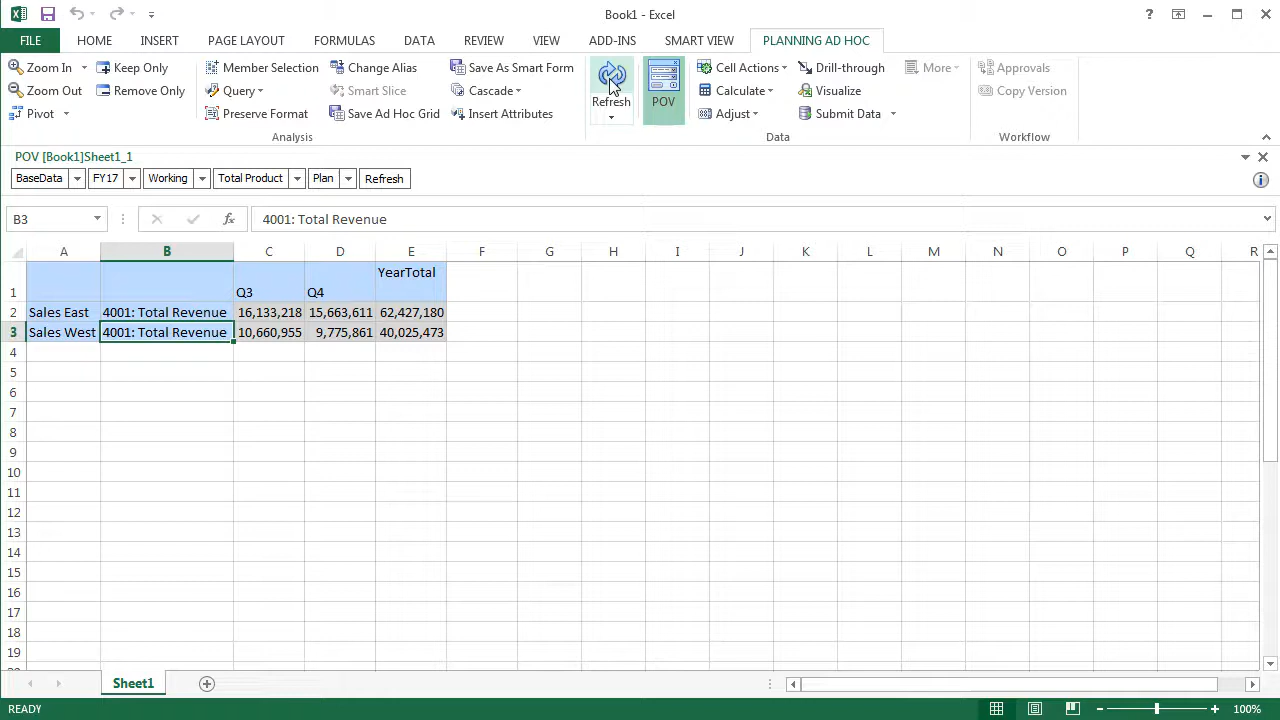 Book1 - Excel
FILE HOME INSERT PAGE LAYOUT FORMULAS DATA REVIEW VIEW ADD-INS SMART VIEW PLANNING AD HOC
Zoom In Keep Only Member Selection Change Alias Save As Smart Form Cell Actions Drill-through More Approvals
Zoom Out Remove Only Query Smart Slice Cascade Refresh POV Calculate Visualize Copy Version
Pivot Preserve Format Save Ad Hoc Grid Insert Attributes Adjust Submit Data
Analysis Data Workflow
POV [Book1]Sheet1_1
BaseData FY17 Working Total Product Plan Refresh
B3 fx 4001: Total Revenue
A B C D E F G H I J K L M N O P Q R
1 Q3 Q4 YearTotal
2 Sales East 4001: Total Revenue 16,133,218 15,663,611 62,427,180
3 Sales West 4001: Total Revenue 10,660,955 9,775,861 40,025,473
4
5
6
7
8
9
10
11
12
13
14
15
16
17
18
19
Sheet1
READY 100%